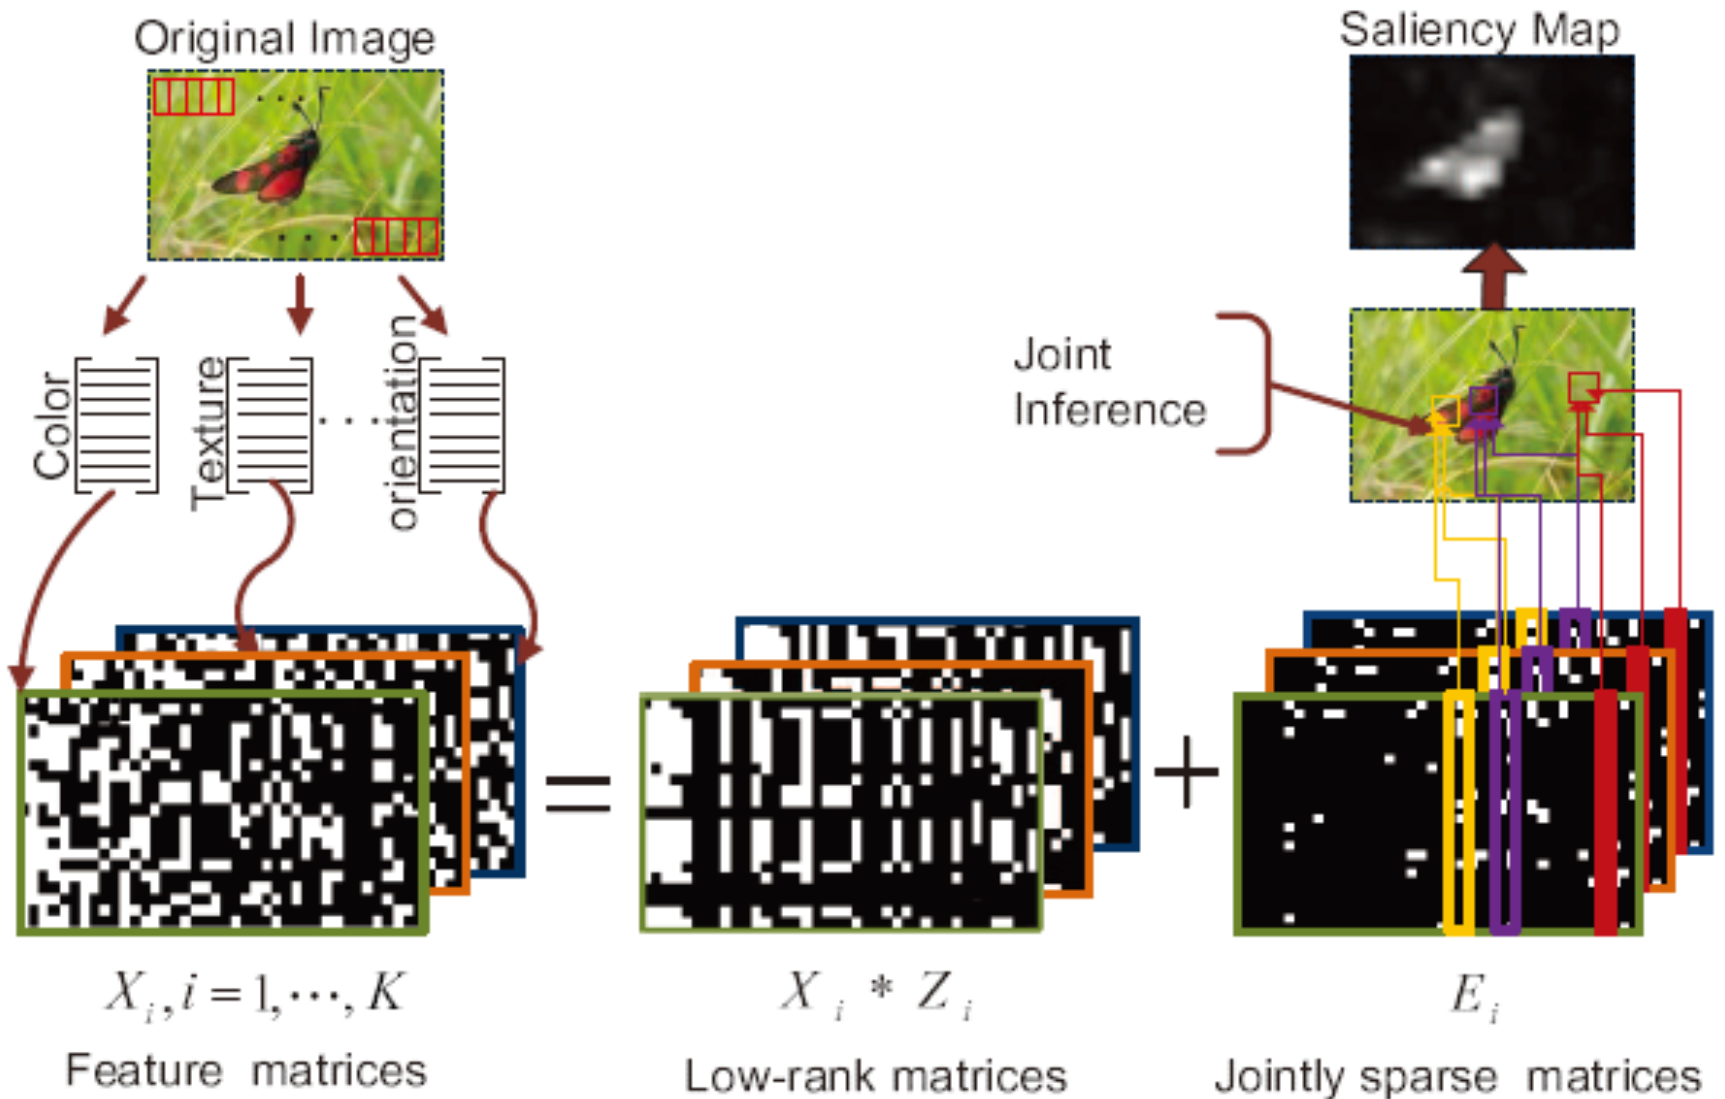 Original Image
Saliency Map
Color
Texture
. . .
orientation
Joint
Inference
=
+
X_i, i = 1, ⋯, K
X_i * Z_i
E_i
Feature matrices
Low-rank matrices
Jointly sparse matrices